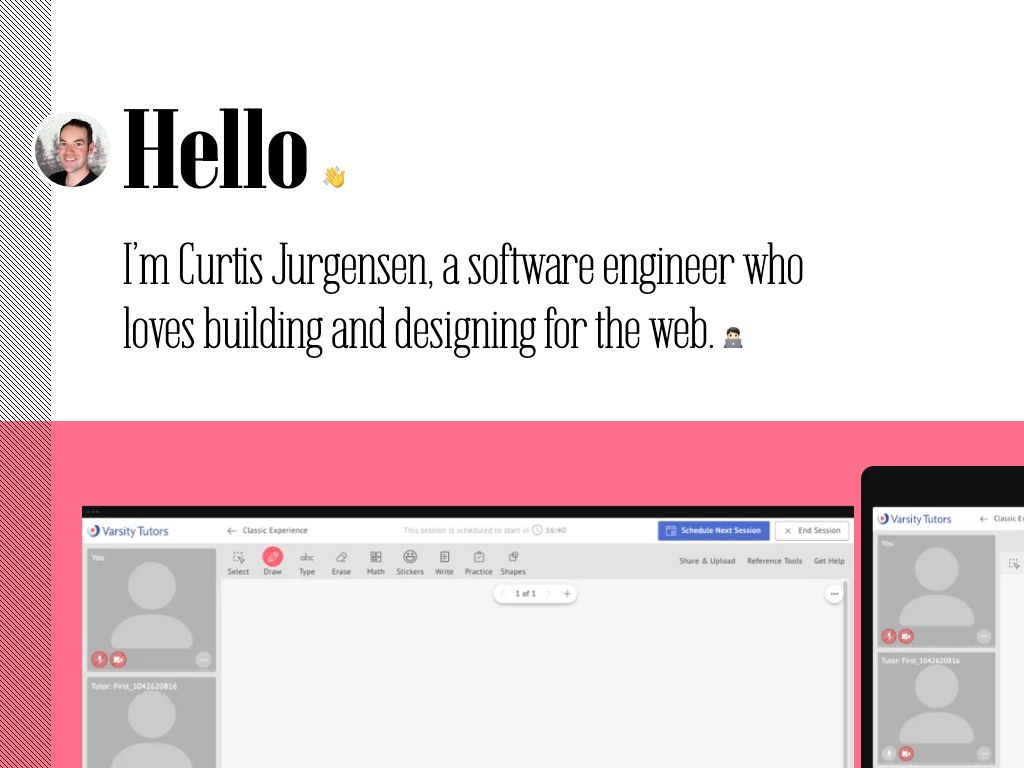 Hello 👋
I'm Curtis Jurgensen, a software engineer who
loves building and designing for the web. 🧑🏻‍💻
Varsity Tutors
← Classic Experience
This session is scheduled to start in 16:40
Schedule Next Session
× End Session
You
Select
Draw
abc
Type
Erase
Math
Stickers
Write
Practice
Shapes
Share & Upload
Reference Tools
Get Help
1 of 1 +
Tutor: First_1042620816
Varsity Tutors
← Classic E
You
Tutor: First_1042620816